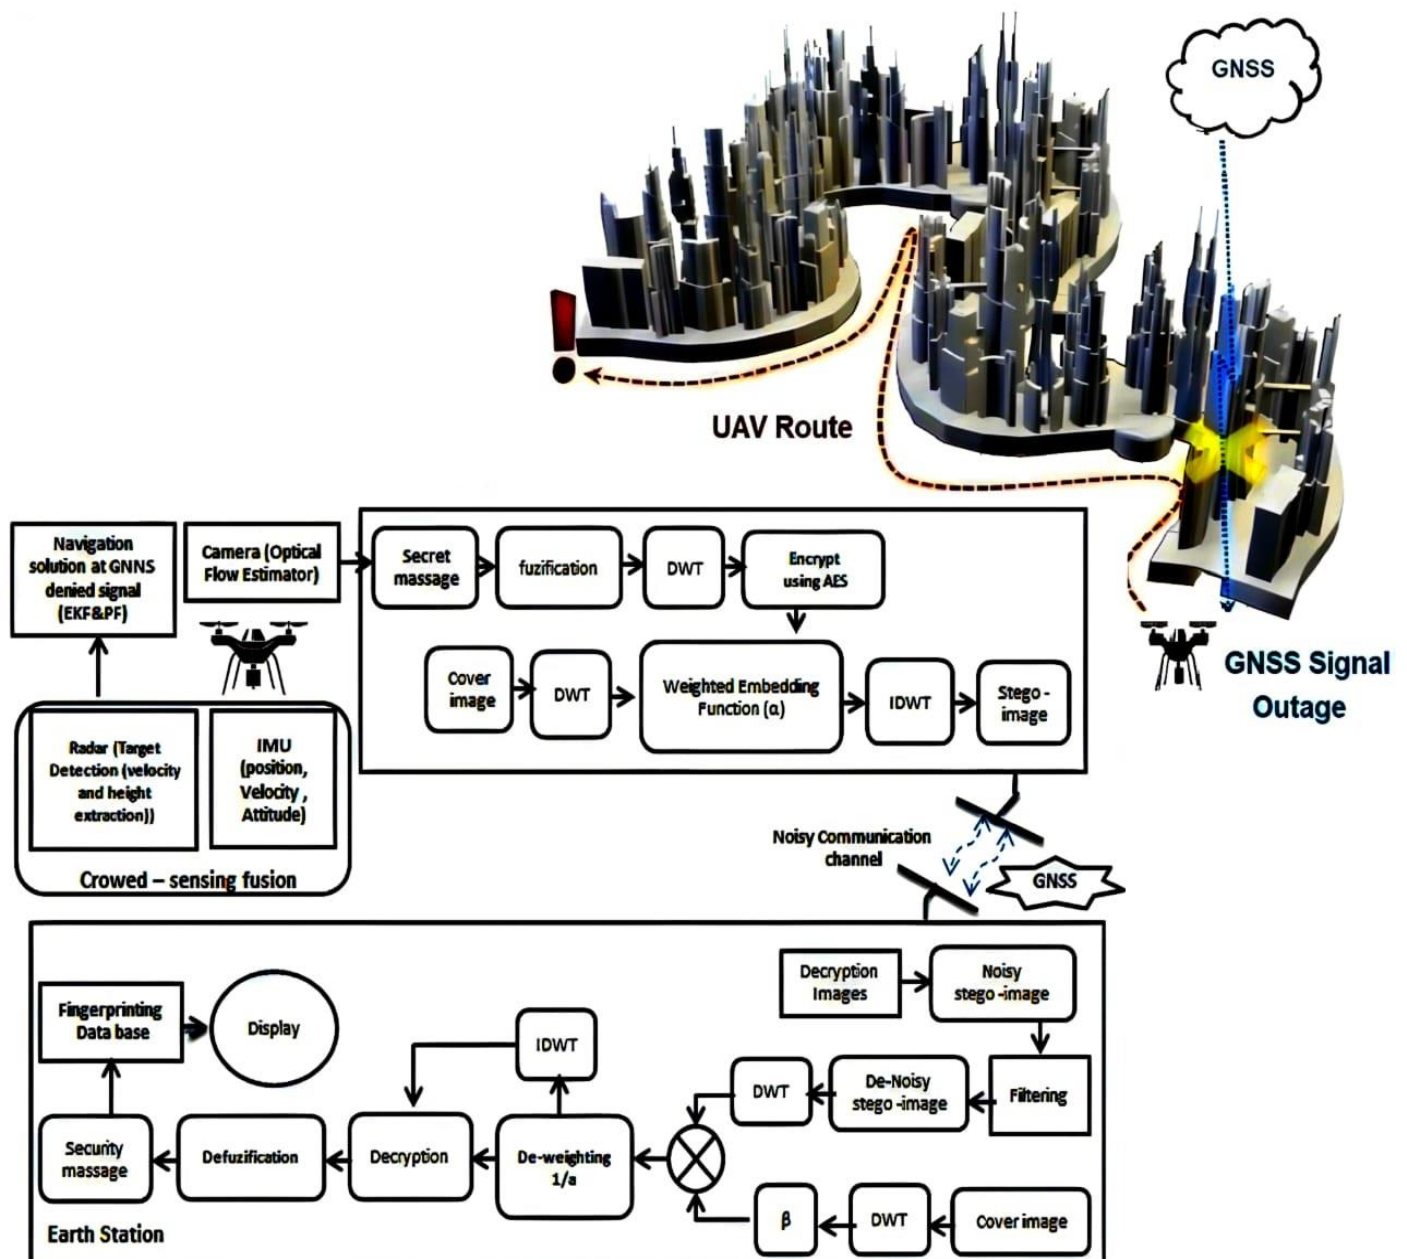 GNSS
UAV Route
GNSS Signal
Outage
Navigation
solution at GNNS
denied signal
(EKF&PF)
Camera (Optical
Flow Estimator)
Secret
massage
fuzification
DWT
Encrypt
using AES
Cover
image
DWT
Weighted Embedding
Function (α)
IDWT
Stego -
image
Radar (Target
Detection (velocity
and height
extraction))
IMU
(position,
Velocity ,
Attitude)
Crowed – sensing fusion
Noisy Communication
channel
GNSS
Decryption
Images
Noisy
stego -image
Fingerprinting
Data base
Display
IDWT
DWT
De-Noisy
stego -image
Filtering
Security
massage
Defuzification
Decryption
De-weighting
1/a
β
DWT
Cover image
Earth Station